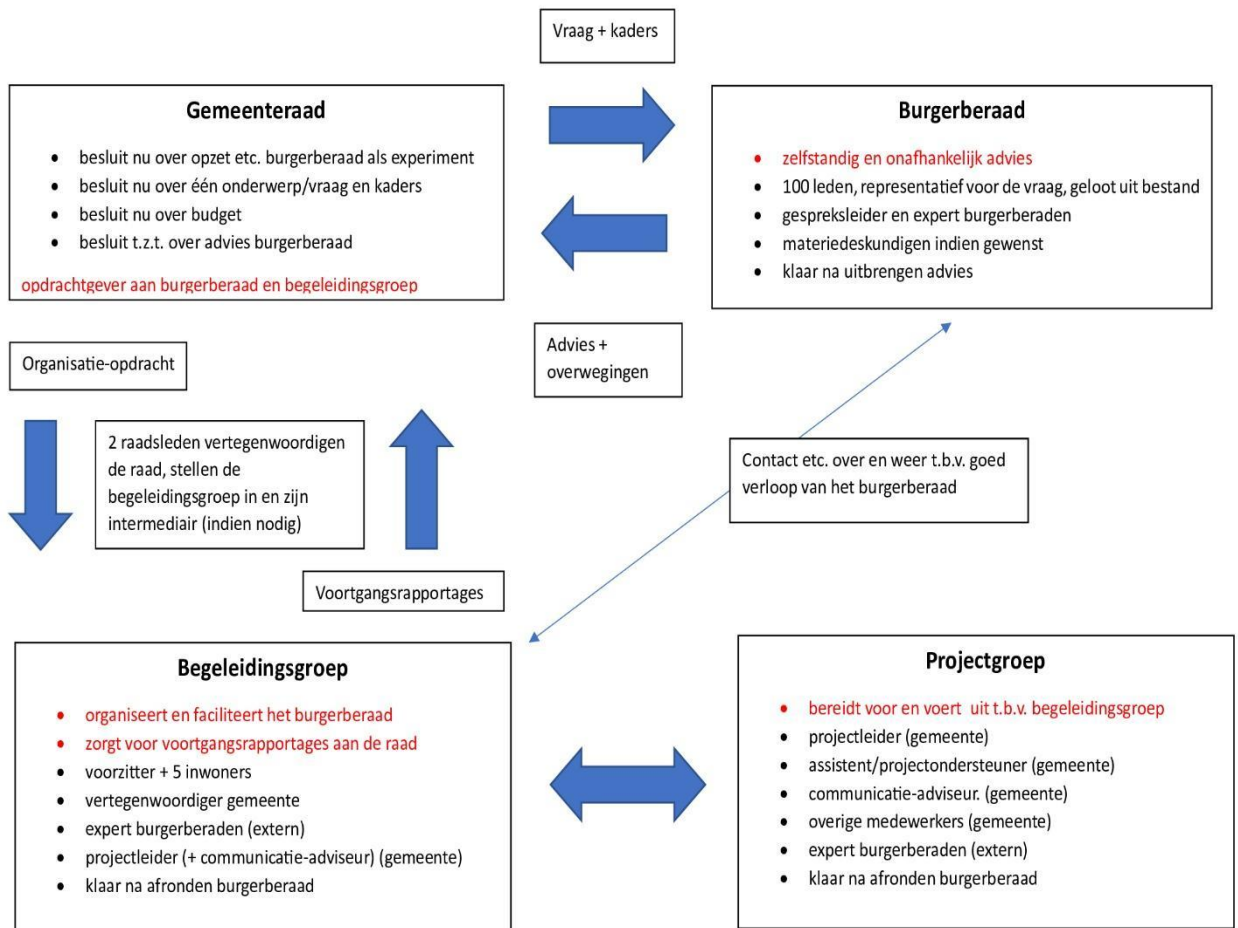 Vraag + kaders
Gemeenteraad
• besluit nu over opzet etc. burgerberaad als experiment
• besluit nu over één onderwerp/vraag en kaders
• besluit nu over budget
• besluit t.z.t. over advies burgerberaad
opdrachtgever aan burgerberaad en begeleidingsgroep
Burgerberaad
• zelfstandig en onafhankelijk advies
• 100 leden, representatief voor de vraag, geloot uit bestand
• gespreksleider en expert burgerberaden
• materiedeskundigen indien gewenst
• klaar na uitbrengen advies
Advies +
overwegingen
Organisatie-opdracht
2 raadsleden vertegenwoordigen
de raad, stellen de
begeleidingsgroep in en zijn
intermediair (indien nodig)
Voortgangsrapportages
Contact etc. over en weer t.b.v. goed
verloop van het burgerberaad
Begeleidingsgroep
• organiseert en faciliteert het burgerberaad
• zorgt voor voortgangsrapportages aan de raad
• voorzitter + 5 inwoners
• vertegenwoordiger gemeente
• expert burgerberaden (extern)
• projectleider (+ communicatie-adviseur) (gemeente)
• klaar na afronden burgerberaad
Projectgroep
• bereidt voor en voert uit t.b.v. begeleidingsgroep
• projectleider (gemeente)
• assistent/projectondersteuner (gemeente)
• communicatie-adviseur. (gemeente)
• overige medewerkers (gemeente)
• expert burgerberaden (extern)
• klaar na afronden burgerberaad